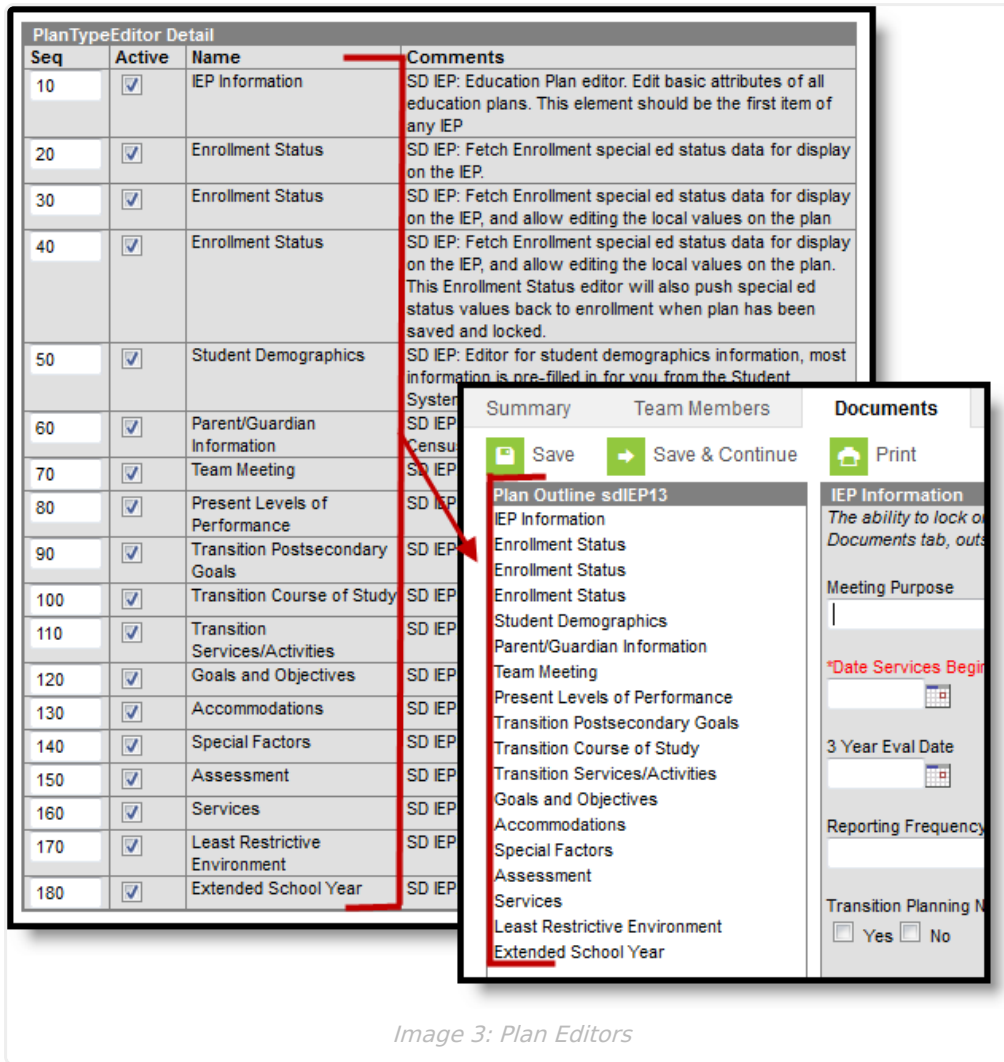 PlanTypeEditor Detail
Seq Active Name Comments
10 IEP Information SD IEP: Education Plan editor. Edit basic attributes of all
education plans. This element should be the first item of
any IEP
20 Enrollment Status SD IEP: Fetch Enrollment special ed status data for display
on the IEP.
30 Enrollment Status SD IEP: Fetch Enrollment special ed status data for display
on the IEP, and allow editing the local values on the plan
40 Enrollment Status SD IEP: Fetch Enrollment special ed status data for display
on the IEP, and allow editing the local values on the plan.
This Enrollment Status editor will also push special ed
status values back to enrollment when plan has been
saved and locked.
50 Student Demographics SD IEP: Editor for student demographics information, most
information is pre-filled in for you from the Student
System
60 Parent/Guardian SD IEP
Information Census
70 Team Meeting SD IEP
80 Present Levels of SD IEP
Performance
90 Transition Postsecondary SD IEP
Goals
100 Transition Course of Study SD IEP
110 Transition SD IEP
Services/Activities
120 Goals and Objectives SD IEP
130 Accommodations SD IEP
140 Special Factors SD IEP
150 Assessment SD IEP
160 Services SD IEP
170 Least Restrictive SD IEP
Environment
180 Extended School Year SD IEP
Summary Team Members Documents
Save Save & Continue Print
Plan Outline sdIEP13
IEP Information
Enrollment Status
Enrollment Status
Enrollment Status
Student Demographics
Parent/Guardian Information
Team Meeting
Present Levels of Performance
Transition Postsecondary Goals
Transition Course of Study
Transition Services/Activities
Goals and Objectives
Accommodations
Special Factors
Assessment
Services
Least Restrictive Environment
Extended School Year
IEP Information
The ability to lock o
Documents tab, outs
Meeting Purpose
*Date Services Begin
3 Year Eval Date
Reporting Frequency
Transition Planning N
Yes No
Image 3: Plan Editors